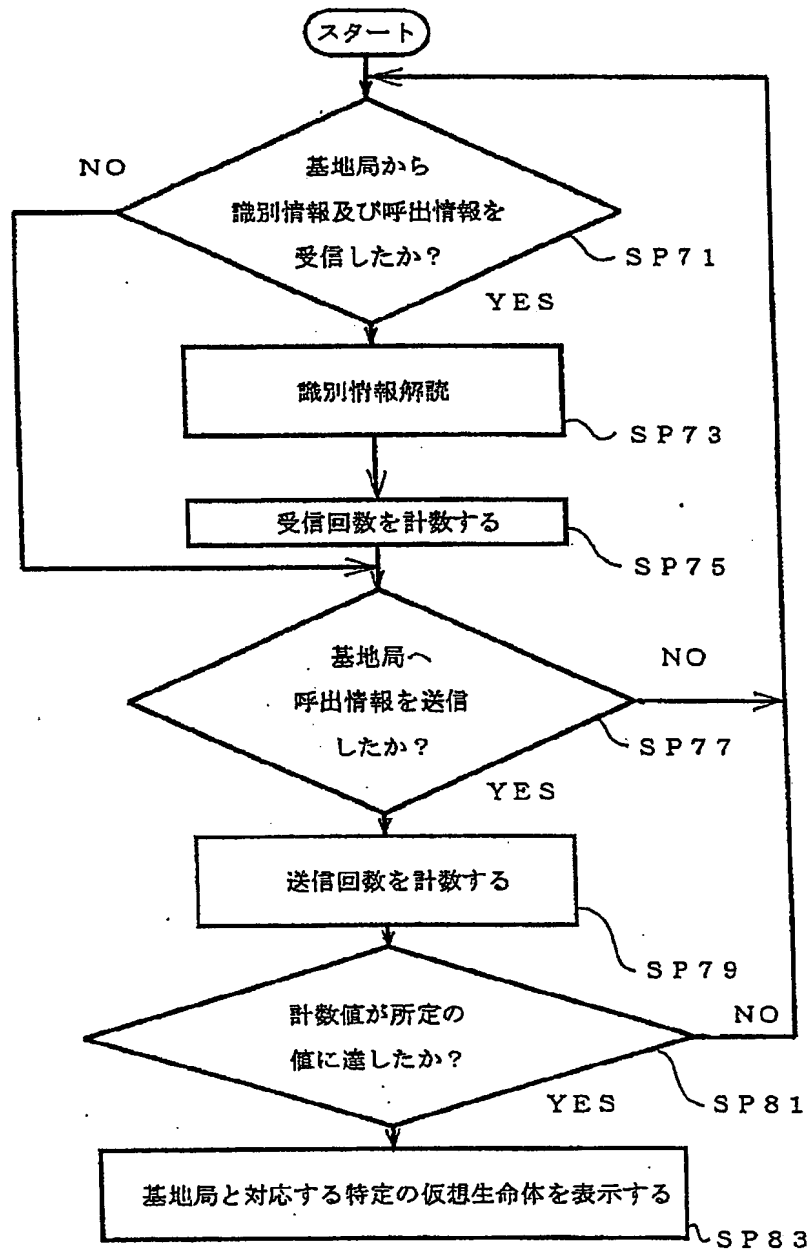 スタート
NO
基地局から
識別情報及び呼出情報を
受信したか？
SP71
YES
識別情報解読
SP73
受信回数を計数する
SP75
基地局へ
呼出情報を送信
したか？
NO
SP77
YES
送信回数を計数する
SP79
計数値が所定の
値に達したか？
NO
YES
SP81
基地局と対応する特定の仮想生命体を表示する
SP83